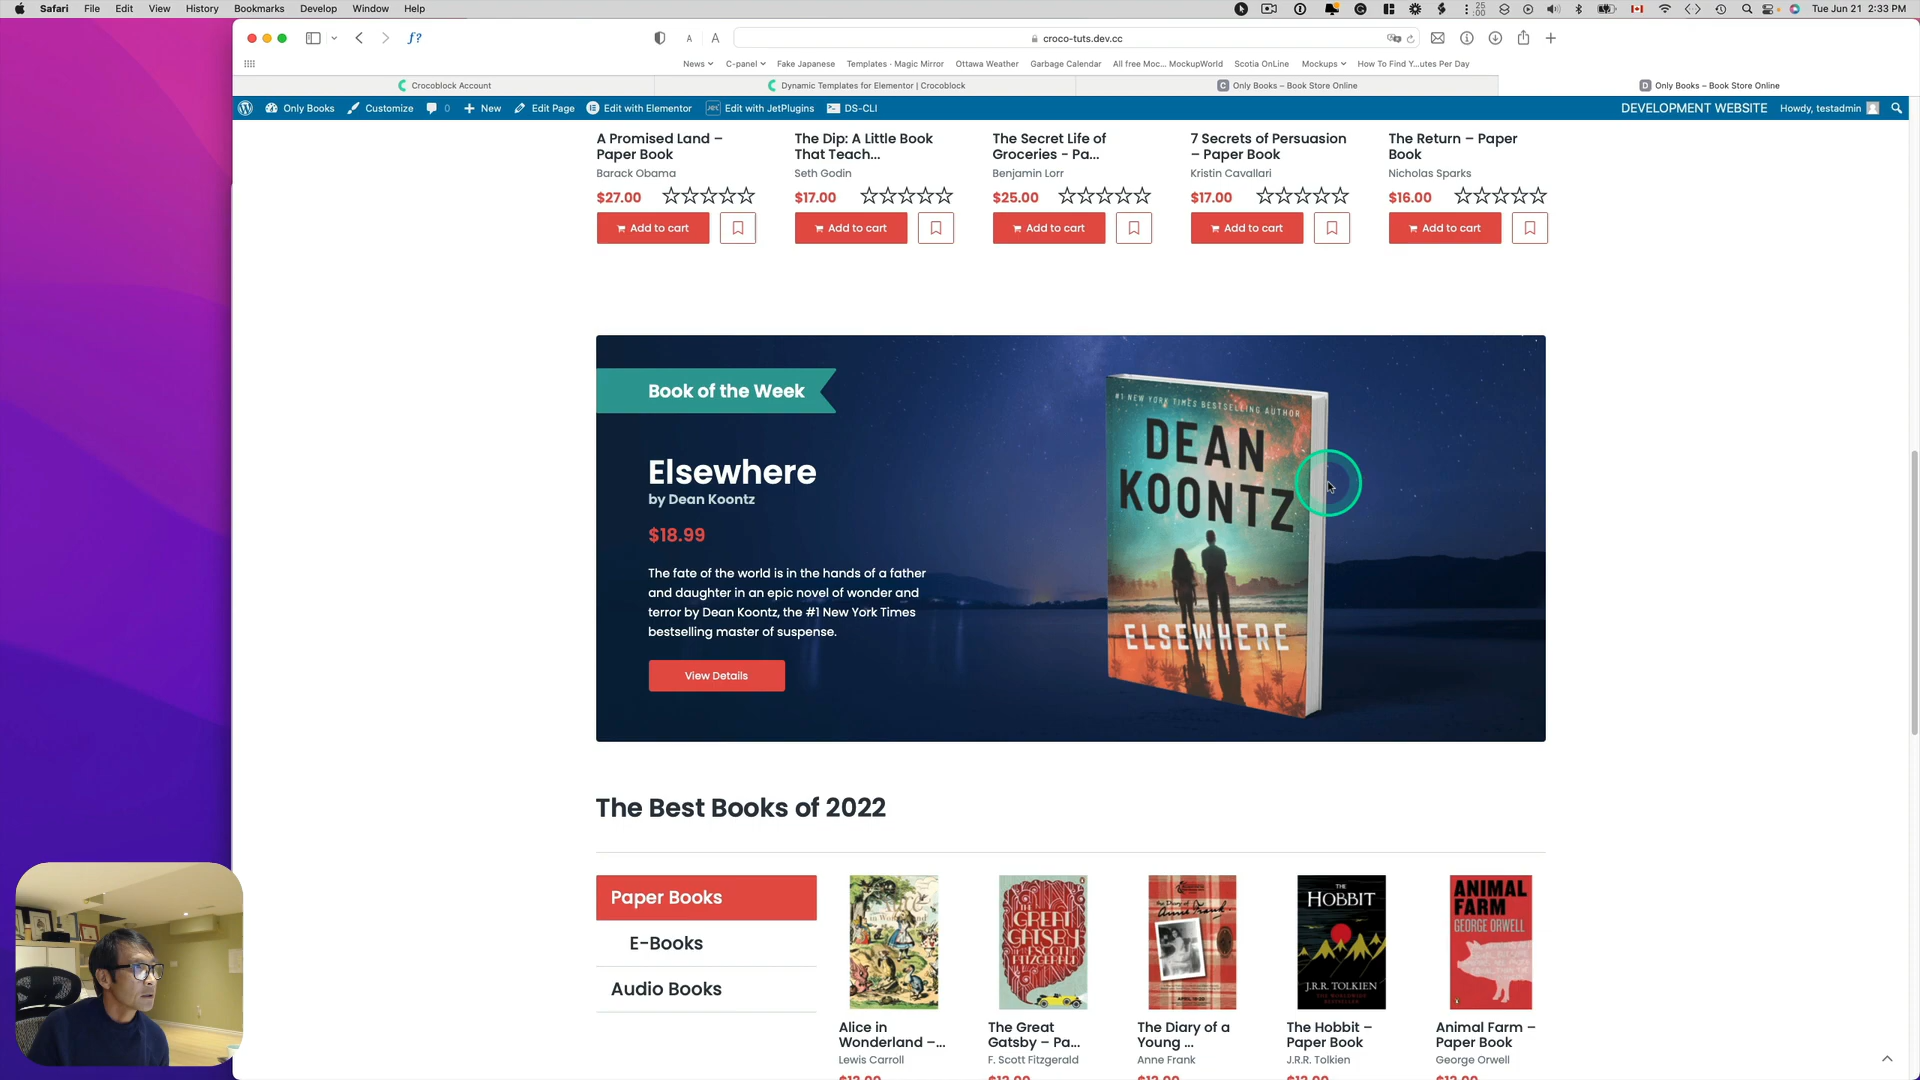 Safari File Edit View History Bookmarks Develop Window Help
25
:00
Tue Jun 21 2:33 PM
f?
A A
croco-tuts.dev.cc
News C-panel Fake Japanese Templates · Magic Mirror Ottawa Weather Garbage Calendar All free Moc... MockupWorld Scotia OnLine Mockups How To Find Y...utes Per Day
Crocoblock Account
Dynamic Templates for Elementor | Crocoblock
C Only Books – Book Store Online
D Only Books – Book Store Online
Only Books Customize 0 New Edit Page Edit with Elementor Edit with JetPlugins DS-CLI
DEVELOPMENT WEBSITE Howdy, testadmin
A Promised Land –
Paper Book
Barack Obama
$27.00
Add to cart
The Dip: A Little Book
That Teach...
Seth Godin
$17.00
Add to cart
The Secret Life of
Groceries - Pa...
Benjamin Lorr
$25.00
Add to cart
7 Secrets of Persuasion
– Paper Book
Kristin Cavallari
$17.00
Add to cart
The Return – Paper
Book
Nicholas Sparks
$16.00
Add to cart
Book of the Week
Elsewhere
by Dean Koontz
$18.99
The fate of the world is in the hands of a father
and daughter in an epic novel of wonder and
terror by Dean Koontz, the #1 New York Times
bestselling master of suspense.
View Details
#1 NEW YORK TIMES BESTSELLING AUTHOR
DEAN
KOONTZ
ELSEWHERE
The Best Books of 2022
Paper Books
E-Books
Audio Books
THE
GREAT
GATSBY
F. SCOTT
FITZGERALD
The Diary of
Anne Frank
THE
HOBBIT
J.R.R. TOLKIEN
ANIMAL
FARM
GEORGE ORWELL
Alice in
Wonderland –...
Lewis Carroll
$12.00
The Great
Gatsby – Pa...
F. Scott Fitzgerald
$12.00
The Diary of a
Young ...
Anne Frank
$12.00
The Hobbit –
Paper Book
J.R.R. Tolkien
$12.00
Animal Farm –
Paper Book
George Orwell
$12.00